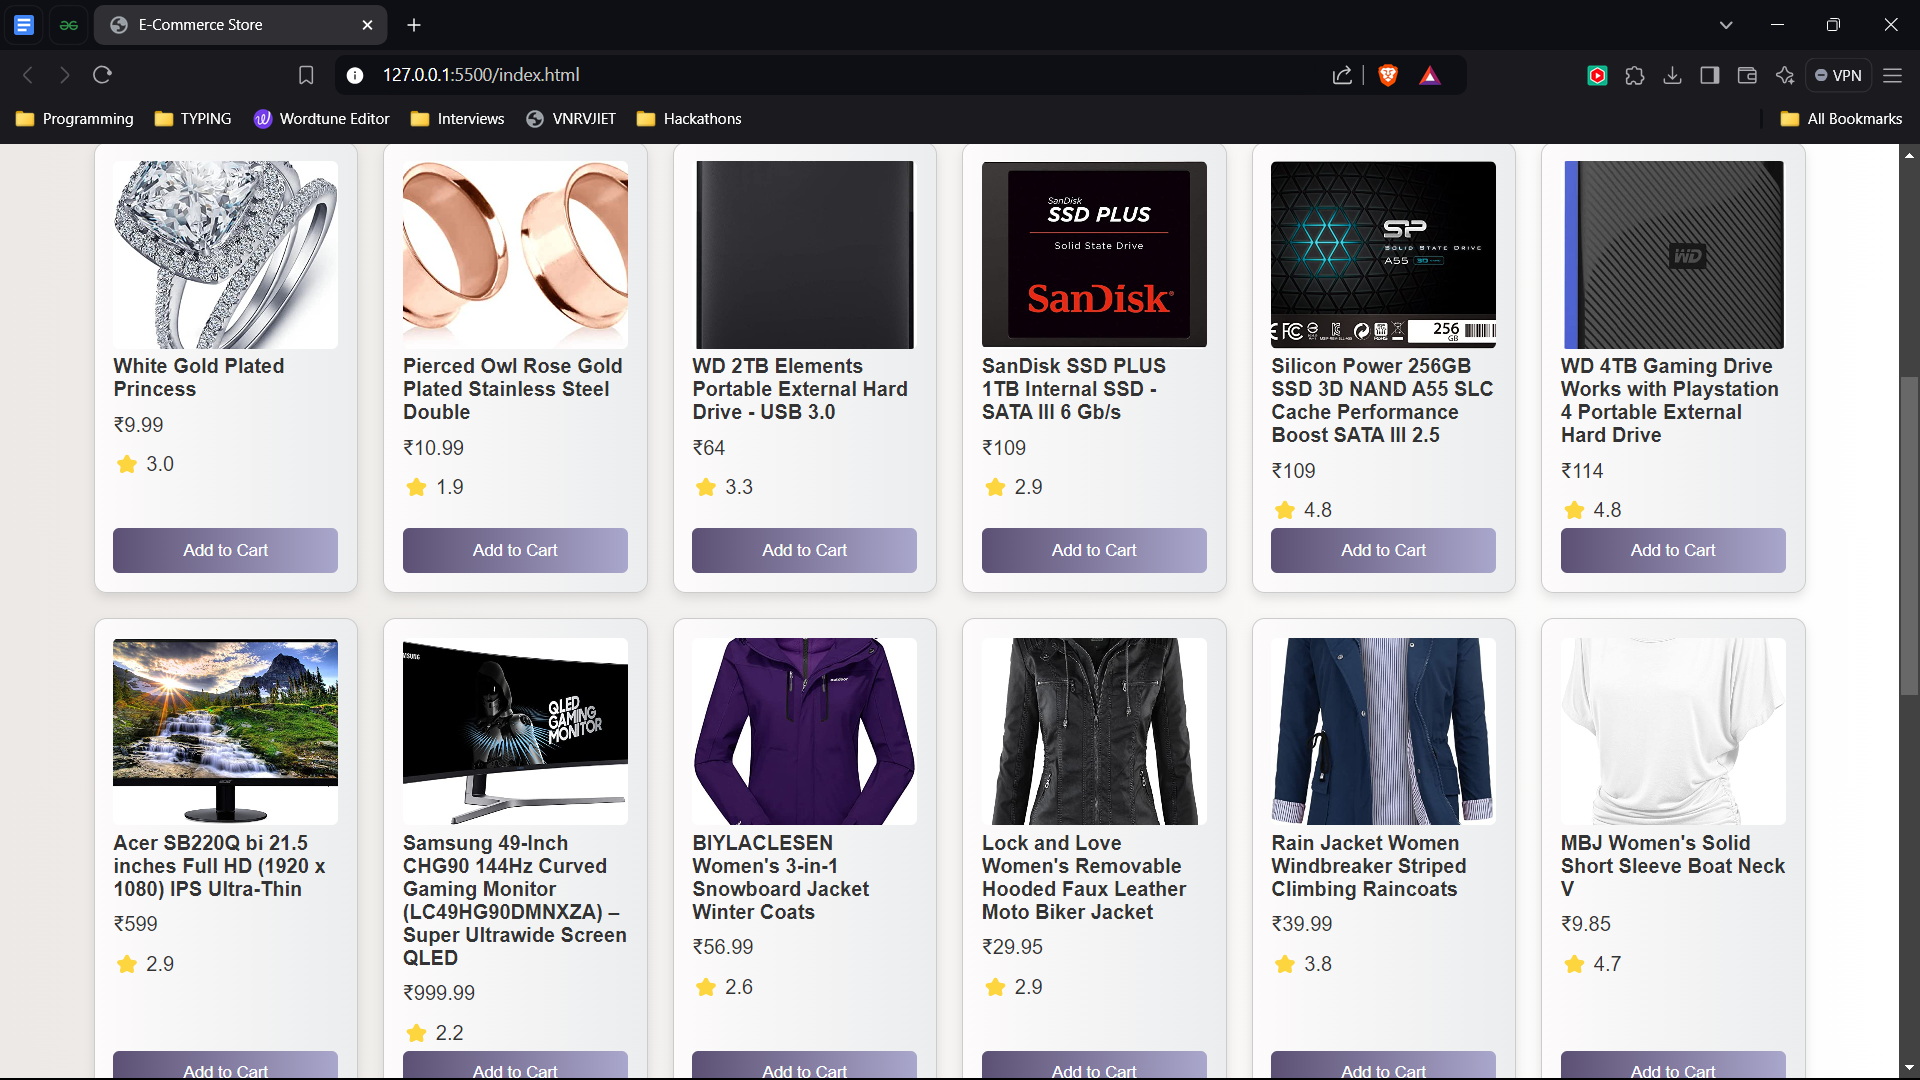 E-Commerce Store
127.0.0.1:5500/index.html
VPN
Programming
TYPING
Wordtune Editor
Interviews
VNRVJIET
Hackathons
All Bookmarks
SanDisk
SSD PLUS
Solid State Drive
SanDisk
SP
SOLID STATE DRIVE
A55
256
GB
WD
White Gold Plated
Princess
₹9.99
3.0
Add to Cart
Pierced Owl Rose Gold
Plated Stainless Steel
Double
₹10.99
1.9
Add to Cart
WD 2TB Elements
Portable External Hard
Drive - USB 3.0
₹64
3.3
Add to Cart
SanDisk SSD PLUS
1TB Internal SSD -
SATA III 6 Gb/s
₹109
2.9
Add to Cart
Silicon Power 256GB
SSD 3D NAND A55 SLC
Cache Performance
Boost SATA III 2.5
₹109
4.8
Add to Cart
WD 4TB Gaming Drive
Works with Playstation
4 Portable External
Hard Drive
₹114
4.8
Add to Cart
Acer SB220Q bi 21.5
inches Full HD (1920 x
1080) IPS Ultra-Thin
₹599
2.9
Add to Cart
QLED
GAMING
MONITOR
Samsung 49-Inch
CHG90 144Hz Curved
Gaming Monitor
(LC49HG90DMNXZA) –
Super Ultrawide Screen
QLED
₹999.99
2.2
Add to Cart
BIYLACLESEN
Women's 3-in-1
Snowboard Jacket
Winter Coats
₹56.99
2.6
Add to Cart
Lock and Love
Women's Removable
Hooded Faux Leather
Moto Biker Jacket
₹29.95
2.9
Add to Cart
Rain Jacket Women
Windbreaker Striped
Climbing Raincoats
₹39.99
3.8
Add to Cart
MBJ Women's Solid
Short Sleeve Boat Neck
V
₹9.85
4.7
Add to Cart